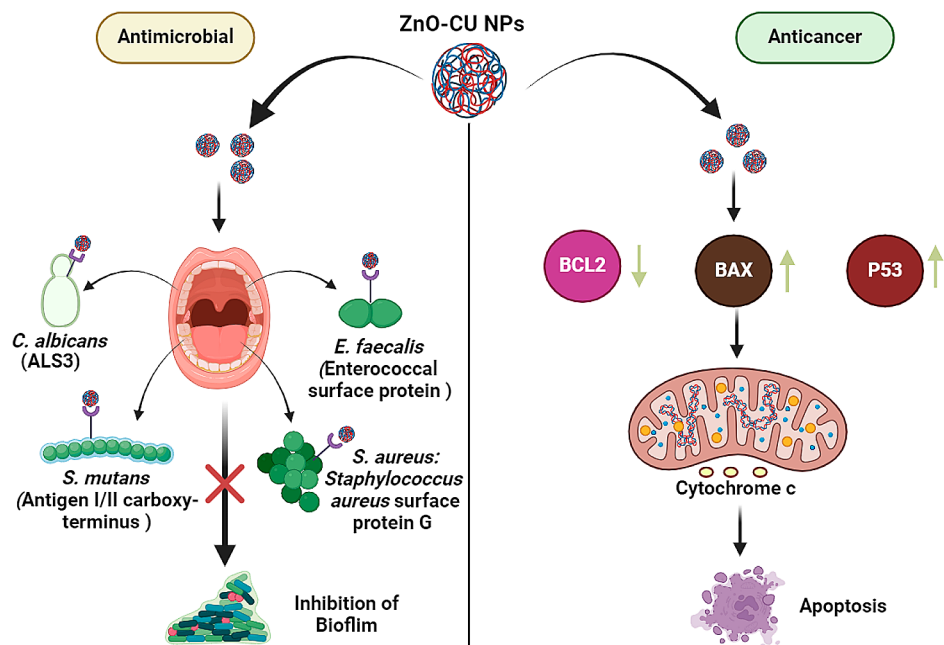 ZnO-CU NPs
Antimicrobial
C. albicans
(ALS3)
E. faecalis
(Enterococcal
surface protein )
S. mutans
(Antigen I/II carboxy-
terminus )
S. aureus:
Staphylococcus
aureus surface
protein G
Inhibition of
Bioflim
Anticancer
BCL2
BAX
P53
Cytochrome c
Apoptosis